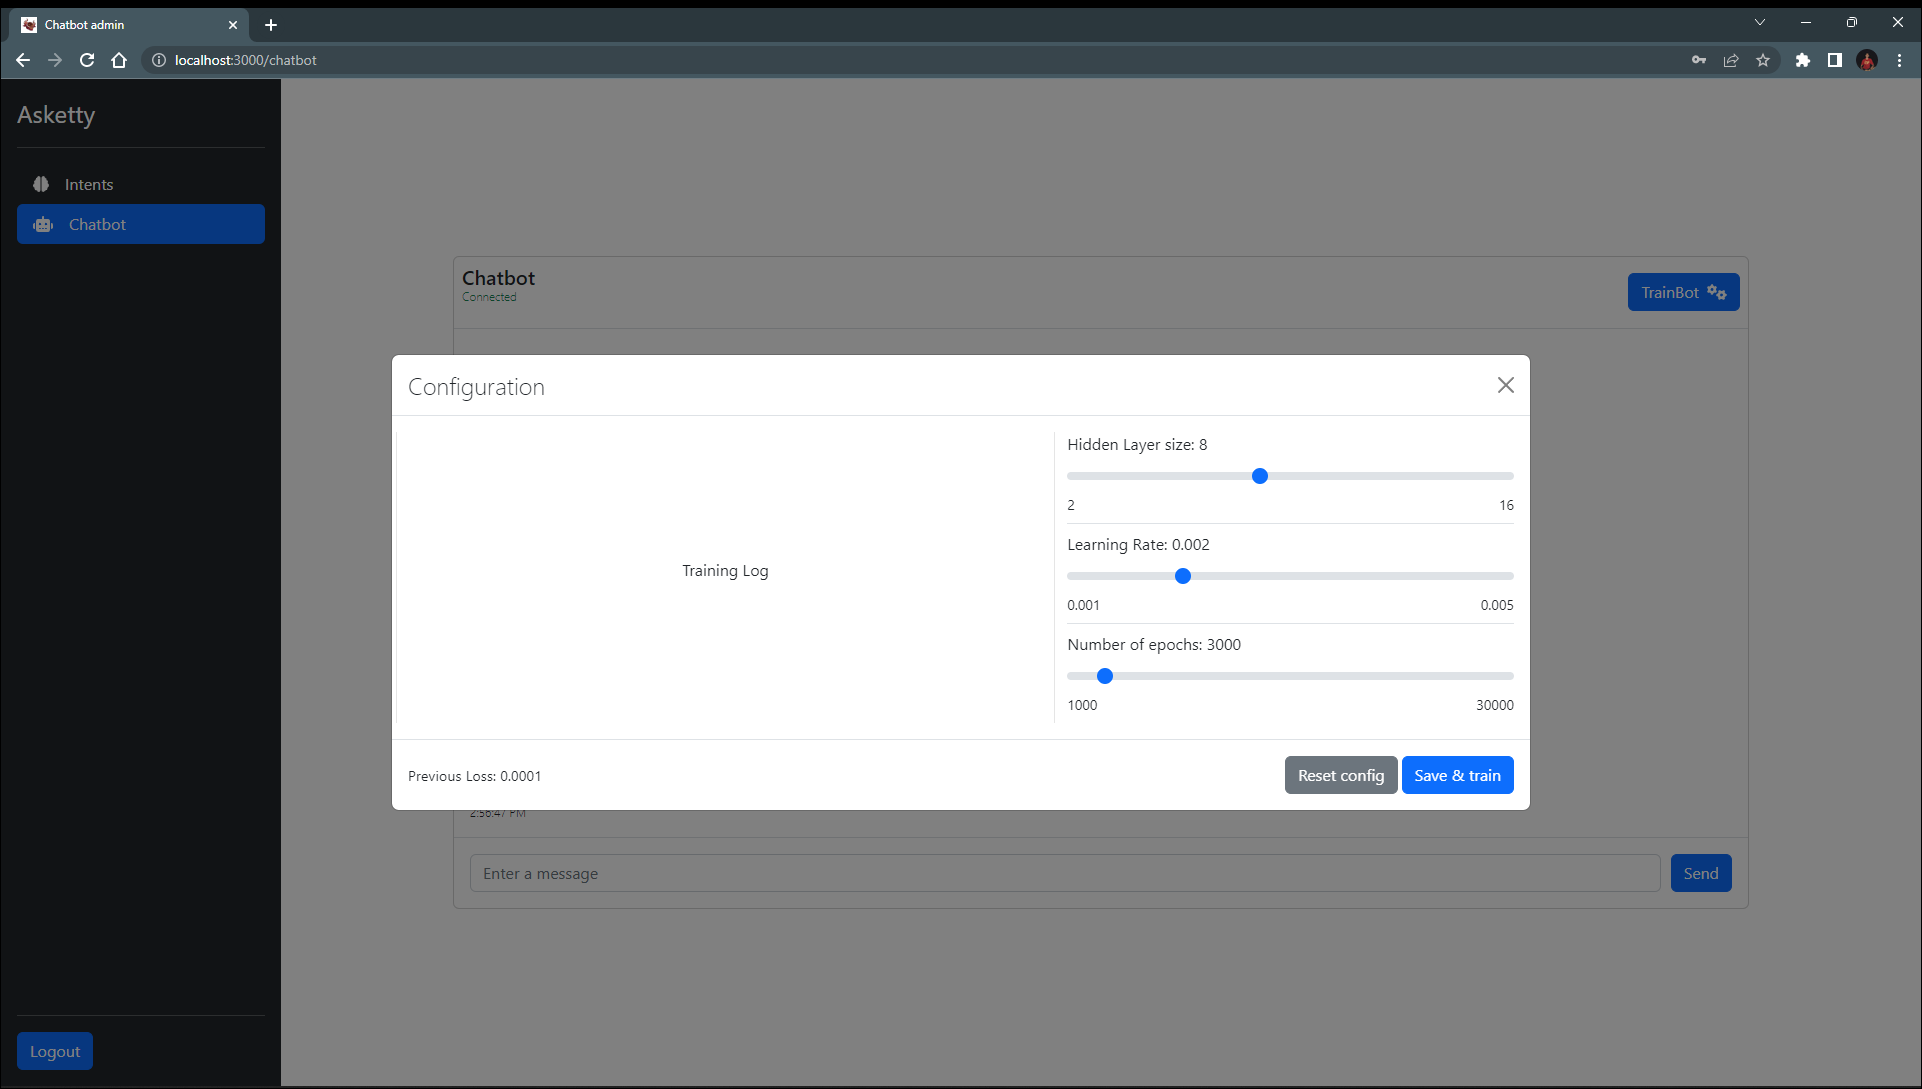 Chatbot admin
localhost:3000/chatbot
Asketty
Intents
Chatbot
Logout
Chatbot
Connected
TrainBot
Configuration
Training Log
Hidden Layer size: 8
2 16
Learning Rate: 0.002
0.001 0.005
Number of epochs: 3000
1000 30000
Previous Loss: 0.0001
Reset config
Save & train
2:56:47 PM
Enter a message
Send